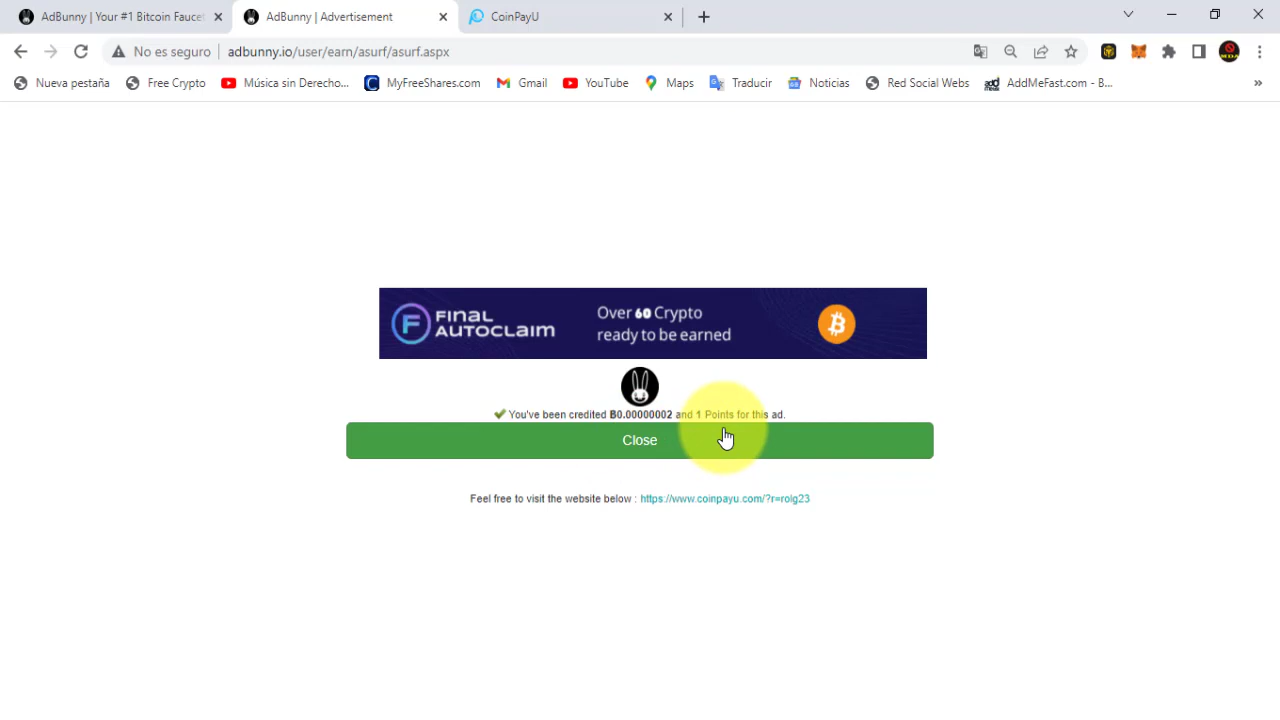 AdBunny | Your #1 Bitcoin Faucet
AdBunny | Advertisement
CoinPayU
No es seguro
adbunny.io/user/earn/asurf/asurf.aspx
Nueva pestaña
Free Crypto
Música sin Derecho...
MyFreeShares.com
Gmail
YouTube
Maps
Traducir
Noticias
Red Social Webs
AddMeFast.com - B...
FINAL
AUTOCLAIM
Over 60 Crypto
ready to be earned
You've been credited Ƀ0.00000002 and 1 Points for this ad.
Close
Feel free to visit the website below : https://www.coinpayu.com/?r=rolg23